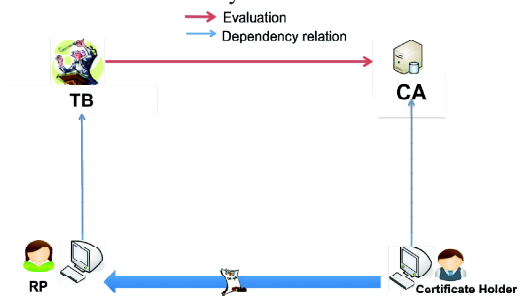 Evaluation
Dependency relation
TB
CA
RP
Certificate Holder